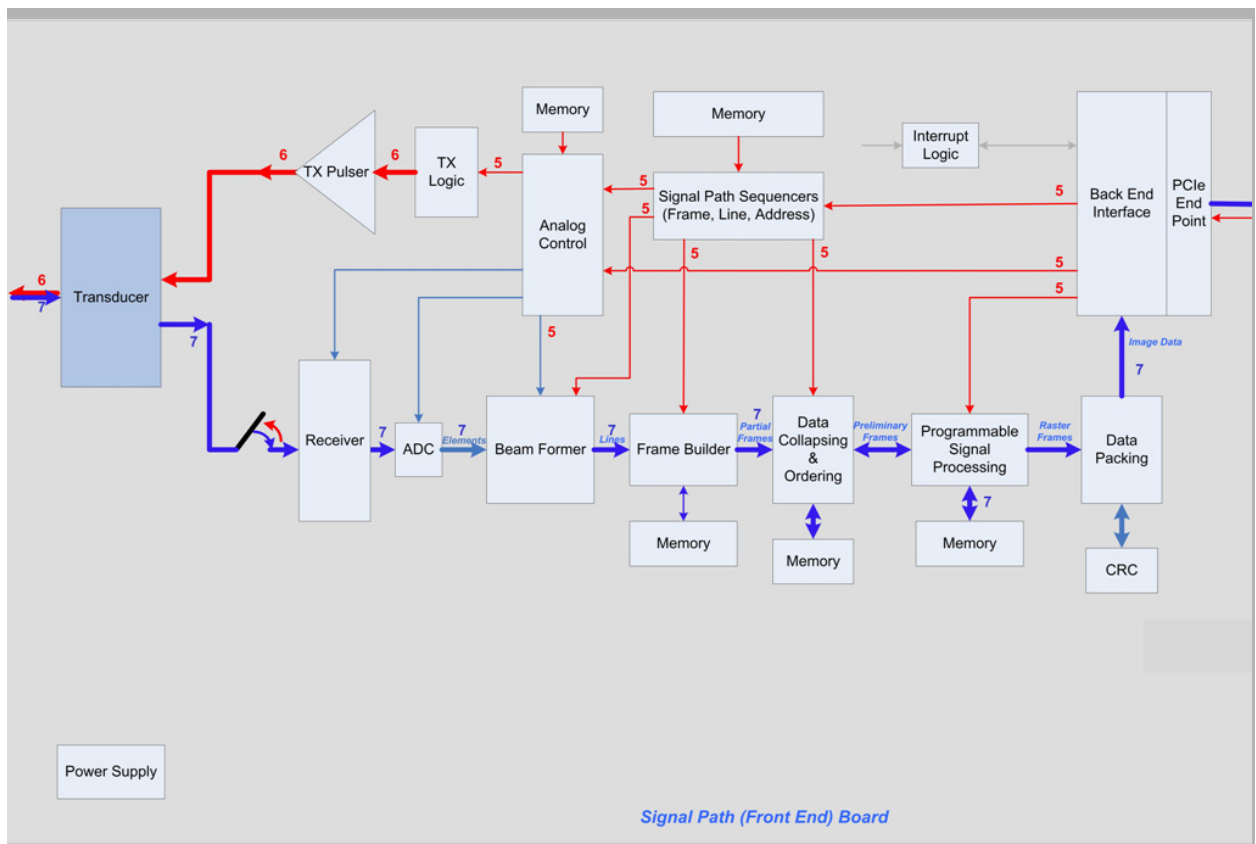 Memory
Memory
TX Pulser
TX
Logic
Analog
Control
Signal Path Sequencers
(Frame, Line, Address)
Interrupt
Logic
Back End
Interface
PCIe
End
Point
6
6
5
5
5
5
5
5
5
5
5
6
7
Transducer
7
Image Data
7
Receiver
7
ADC
7
Elements
Beam Former
7
Lines
Frame Builder
7
Partial
Frames
Data
Collapsing
&
Ordering
Preliminary
Frames
Programmable
Signal
Processing
Raster
Frames
Data
Packing
Memory
Memory
7
Memory
CRC
Power Supply
Signal Path (Front End) Board